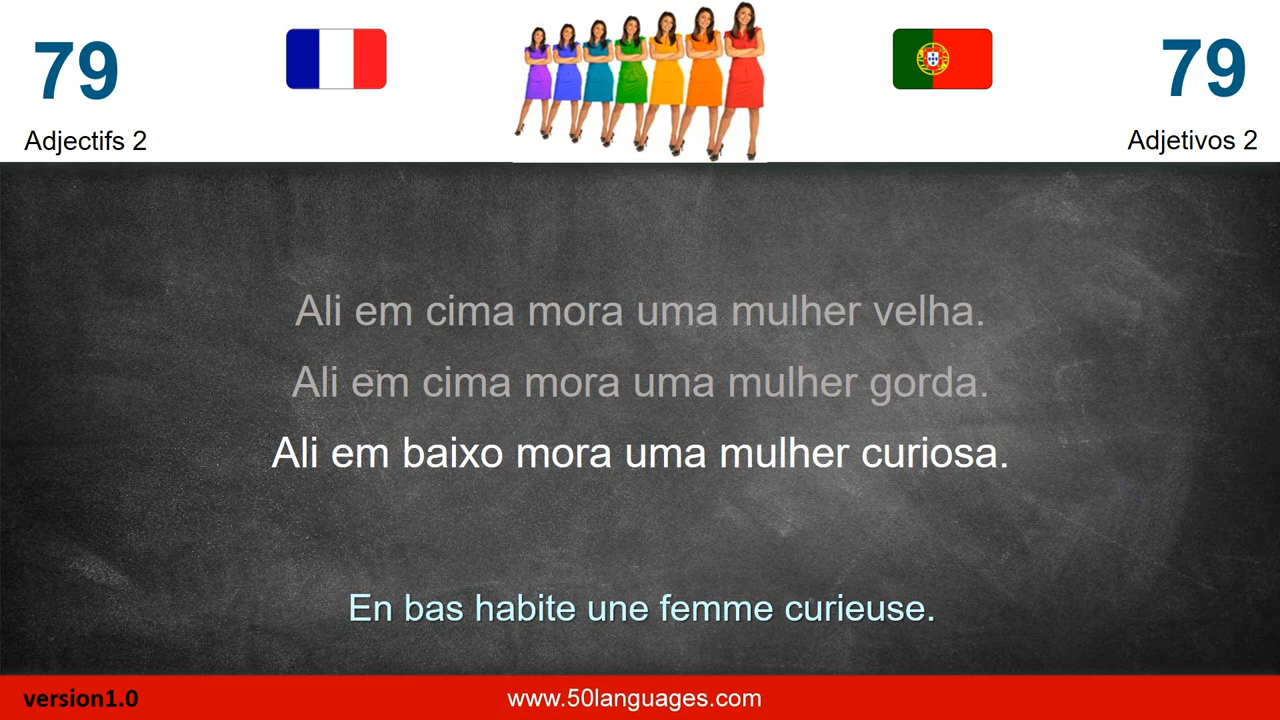 79
79
Adjectifs 2
Adjetivos 2
Ali em cima mora uma mulher velha.
Ali em cima mora uma mulher gorda.
Ali em baixo mora uma mulher curiosa.
En bas habite une femme curieuse.
version1.0
www.50languages.com